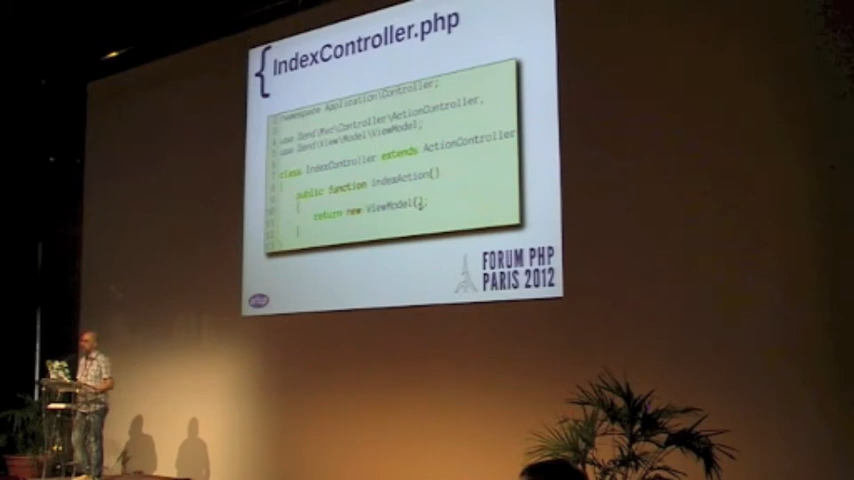 {IndexController.php
namespace Application\Controller;
use Zend\Mvc\Controller\ActionController,
use Zend\View\Model\ViewModel;
class IndexController extends ActionController
{
public function indexAction()
{
return new ViewModel();
}
}
FORUM PHP
PARIS 2012
php